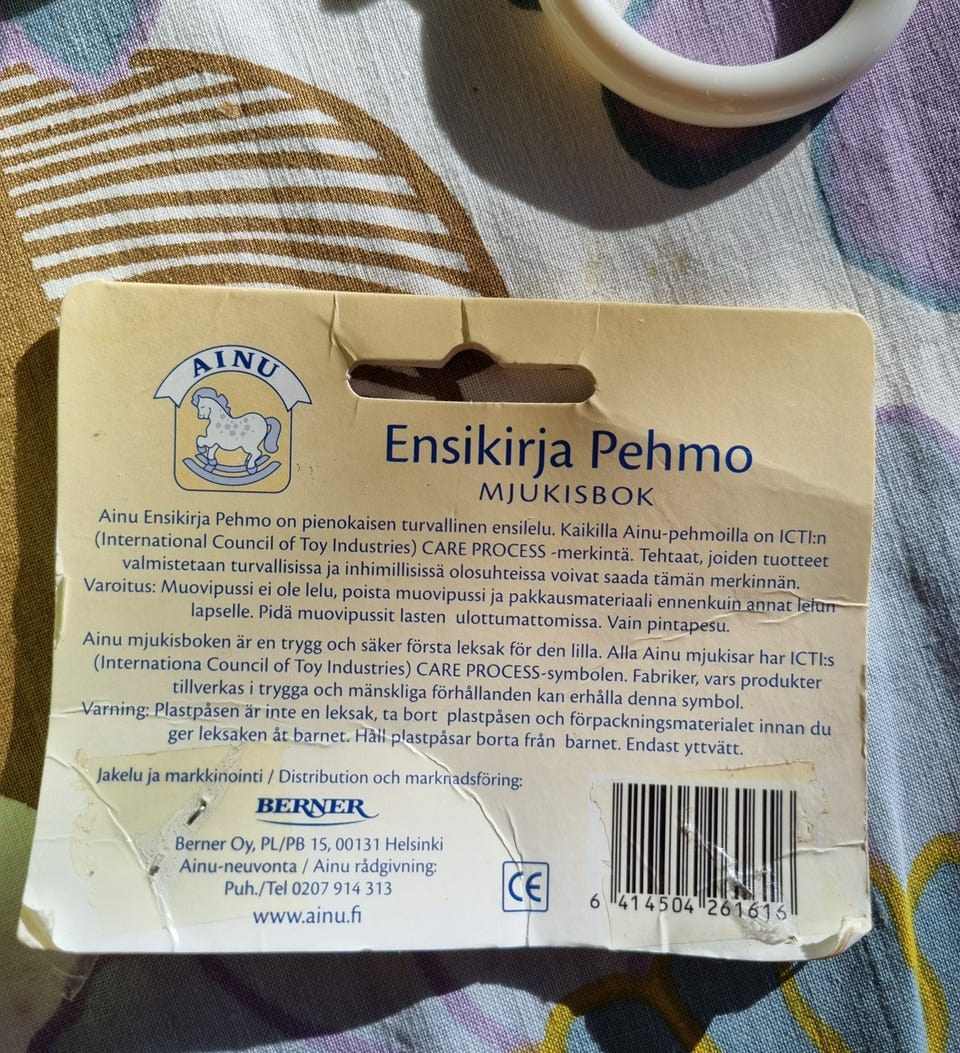 AINU
Ensikirja Pehmo
MJUKISBOK
Ainu Ensikirja Pehmo on pienokaisen turvallinen ensilelu. Kaikilla Ainu-pehmoilla on ICTI:n
(International Council of Toy Industries) CARE PROCESS -merkintä. Tehtaat, joiden tuotteet
valmistetaan turvallisissa ja inhimillisissä olosuhteissa voivat saada tämän merkinnän.
Varoitus: Muovipussi ei ole lelu, poista muovipussi ja pakkausmateriaali ennenkuin annat lelun
lapselle. Pidä muovipussit lasten ulottumattomissa. Vain pintapesu.
Ainu mjukisboken är en trygg och säker första leksak för den lilla. Alla Ainu mjukisar har ICTI:s
(Internationa Council of Toy Industries) CARE PROCESS-symbolen. Fabriker, vars produkter
tillverkas i trygga och mänskliga förhållanden kan erhålla denna symbol.
Varning: Plastpåsen är inte en leksak, ta bort plastpåsen och förpackningsmaterialet innan du
ger leksaken åt barnet. Håll plastpåsar borta från barnet. Endast yttvätt.
Jakelu ja markkinointi / Distribution och marknadsföring:
BERNER
Berner Oy, PL/PB 15, 00131 Helsinki
Ainu-neuvonta / Ainu rådgivning:
Puh./Tel 0207 914 313
www.ainu.fi
CE
6 414504 261616